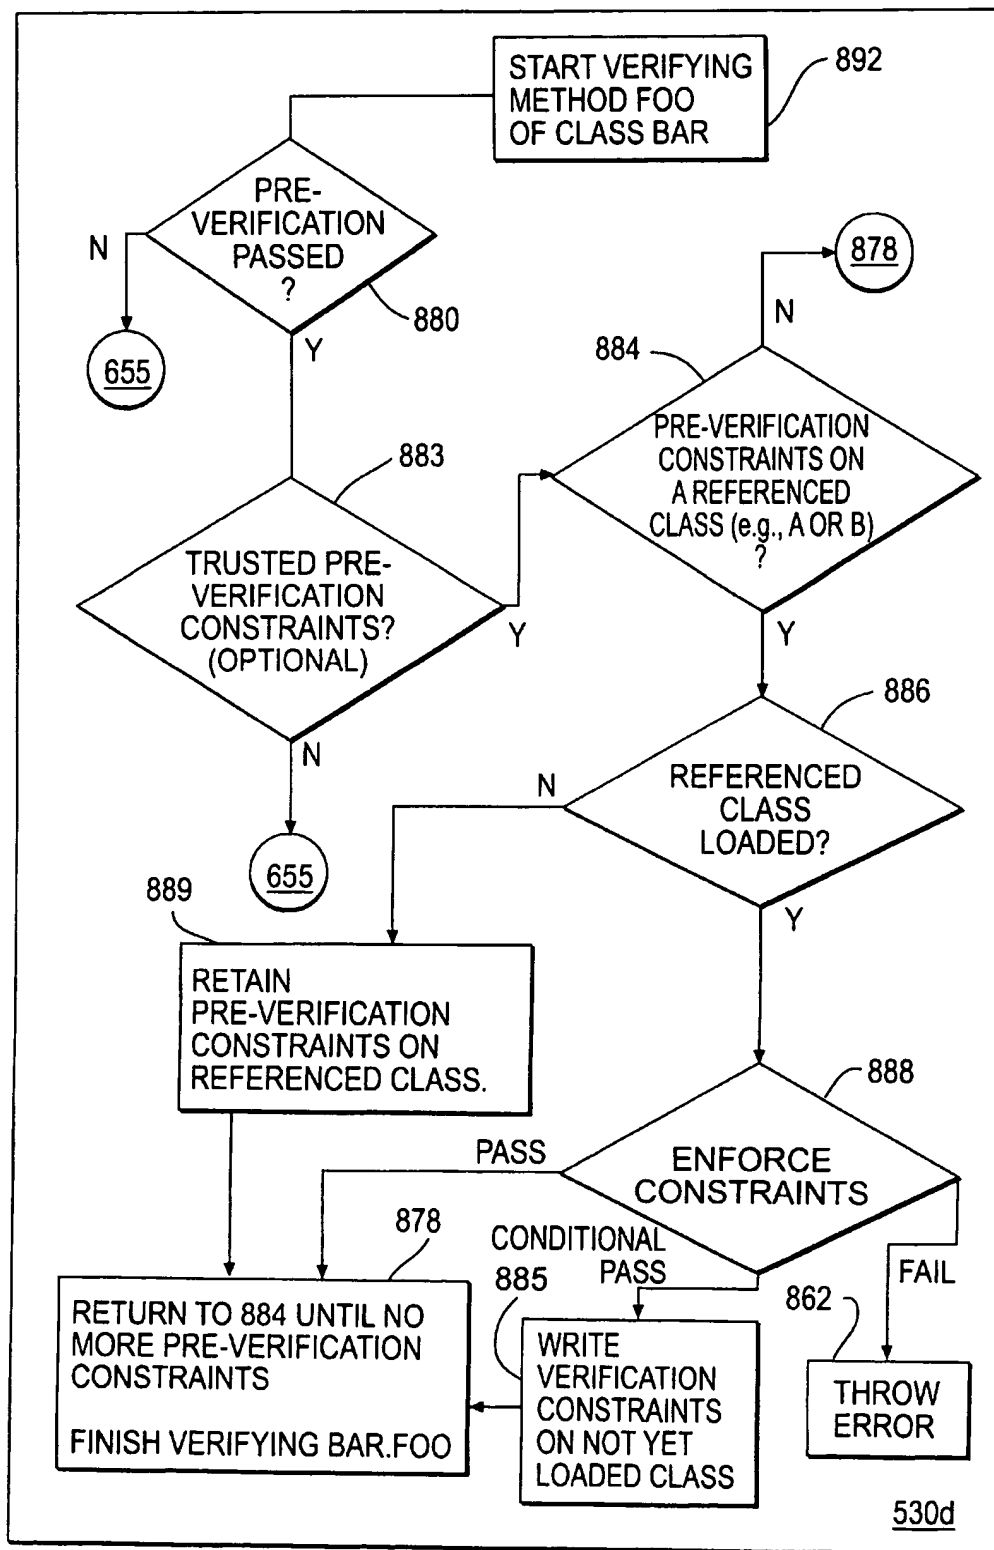 START VERIFYING
METHOD FOO
OF CLASS BAR
892
PRE-
VERIFICATION
PASSED
?
N
880
Y
655
878
N
884
PRE-VERIFICATION
CONSTRAINTS ON
A REFERENCED
CLASS (e.g., A OR B)
?
Y
883
TRUSTED PRE-
VERIFICATION
CONSTRAINTS?
(OPTIONAL)
Y
N
655
886
REFERENCED
CLASS
LOADED?
N
Y
889
RETAIN
PRE-VERIFICATION
CONSTRAINTS ON
REFERENCED CLASS.
888
ENFORCE
CONSTRAINTS
PASS
CONDITIONAL
PASS
FAIL
878
RETURN TO 884 UNTIL NO
MORE PRE-VERIFICATION
CONSTRAINTS
FINISH VERIFYING BAR.FOO
885
WRITE
VERIFICATION
CONSTRAINTS
ON NOT YET
LOADED CLASS
862
THROW
ERROR
530d